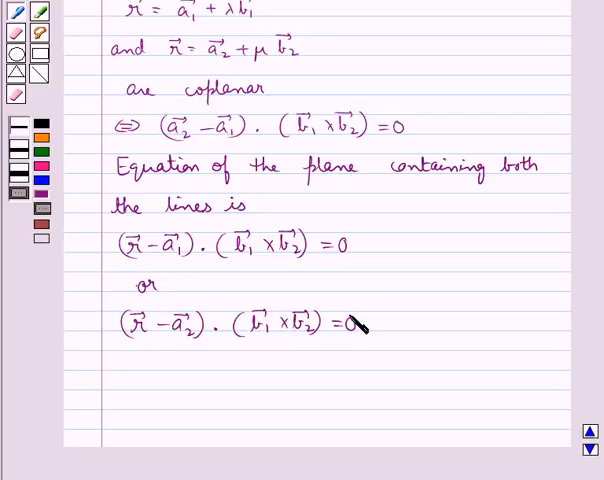 r⃗ = a⃗₁ + λb⃗₁
and r⃗ = a⃗₂ + μ b⃗₂
are coplanar
⇔ (a⃗₂ − a⃗₁) . (b⃗₁ × b⃗₂) = 0
Equation of the plane containing both
the lines is
(r⃗ − a⃗₁) . (b⃗₁ × b⃗₂) = 0
or
(r⃗ − a⃗₂) . (b⃗₁ × b⃗₂) = 0